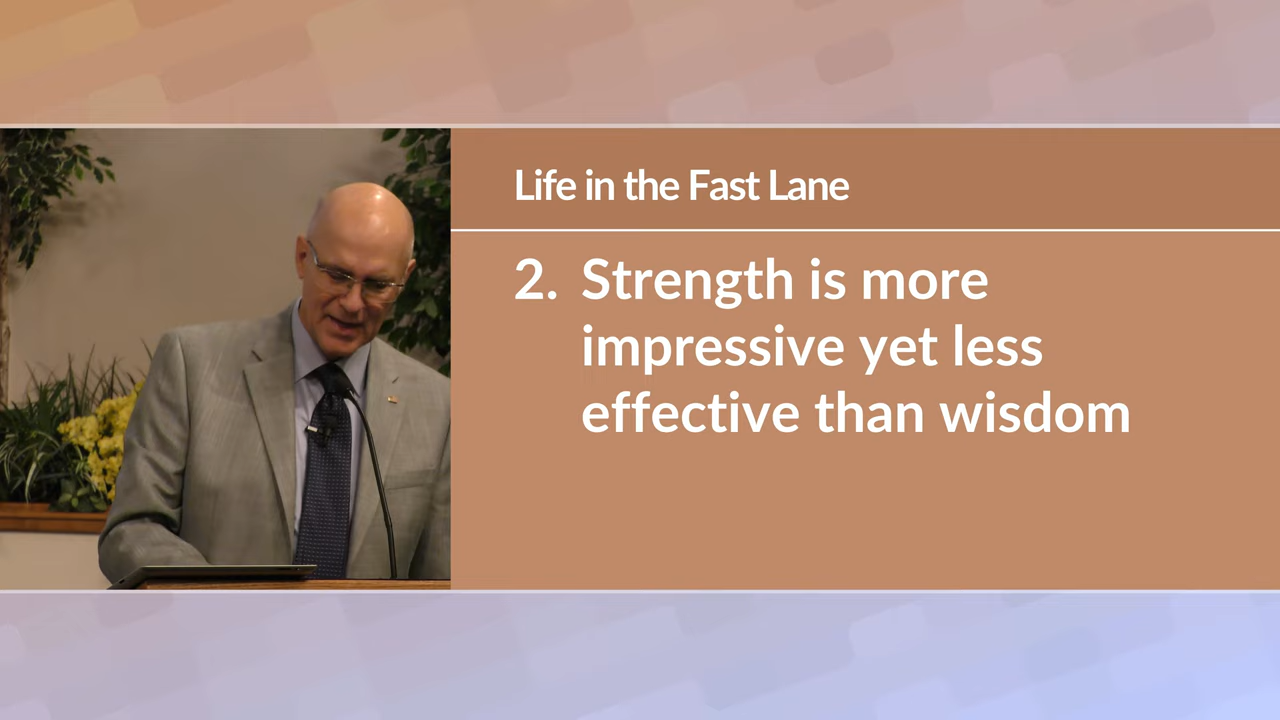 Life in the Fast Lane
2. Strength is more
impressive yet less
effective than wisdom